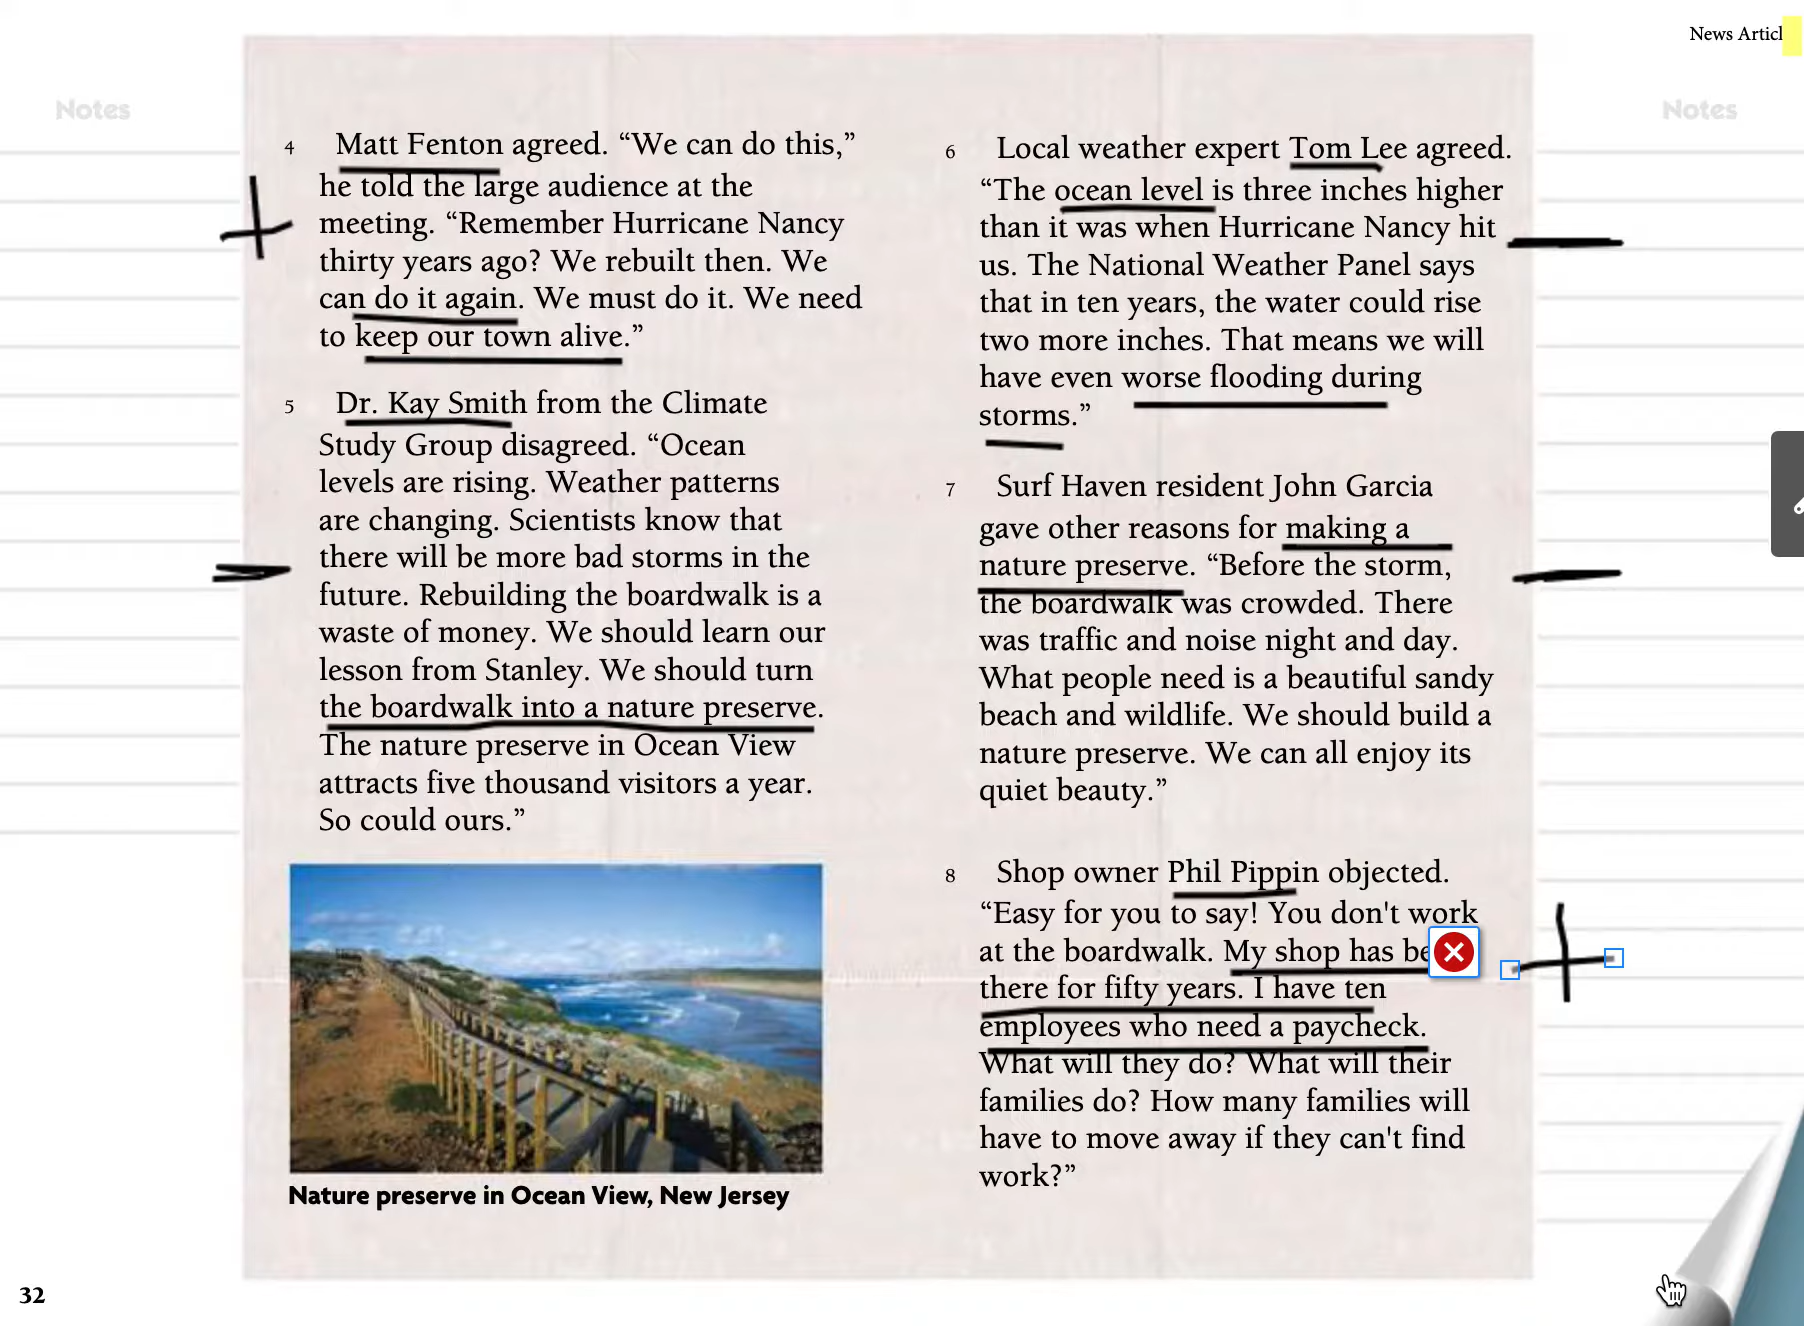 News Articl
Notes
Notes
4 Matt Fenton agreed. “We can do this,”
he told the large audience at the
meeting. “Remember Hurricane Nancy
thirty years ago? We rebuilt then. We
can do it again. We must do it. We need
to keep our town alive.”
5 Dr. Kay Smith from the Climate
Study Group disagreed. “Ocean
levels are rising. Weather patterns
are changing. Scientists know that
there will be more bad storms in the
future. Rebuilding the boardwalk is a
waste of money. We should learn our
lesson from Stanley. We should turn
the boardwalk into a nature preserve.
The nature preserve in Ocean View
attracts five thousand visitors a year.
So could ours.”
Nature preserve in Ocean View, New Jersey
6 Local weather expert Tom Lee agreed.
“The ocean level is three inches higher
than it was when Hurricane Nancy hit
us. The National Weather Panel says
that in ten years, the water could rise
two more inches. That means we will
have even worse flooding during
storms.”
7 Surf Haven resident John Garcia
gave other reasons for making a
nature preserve. “Before the storm,
the boardwalk was crowded. There
was traffic and noise night and day.
What people need is a beautiful sandy
beach and wildlife. We should build a
nature preserve. We can all enjoy its
quiet beauty.”
8 Shop owner Phil Pippin objected.
“Easy for you to say! You don't work
at the boardwalk. My shop has be
there for fifty years. I have ten
employees who need a paycheck.
What will they do? What will their
families do? How many families will
have to move away if they can't find
work?”
32